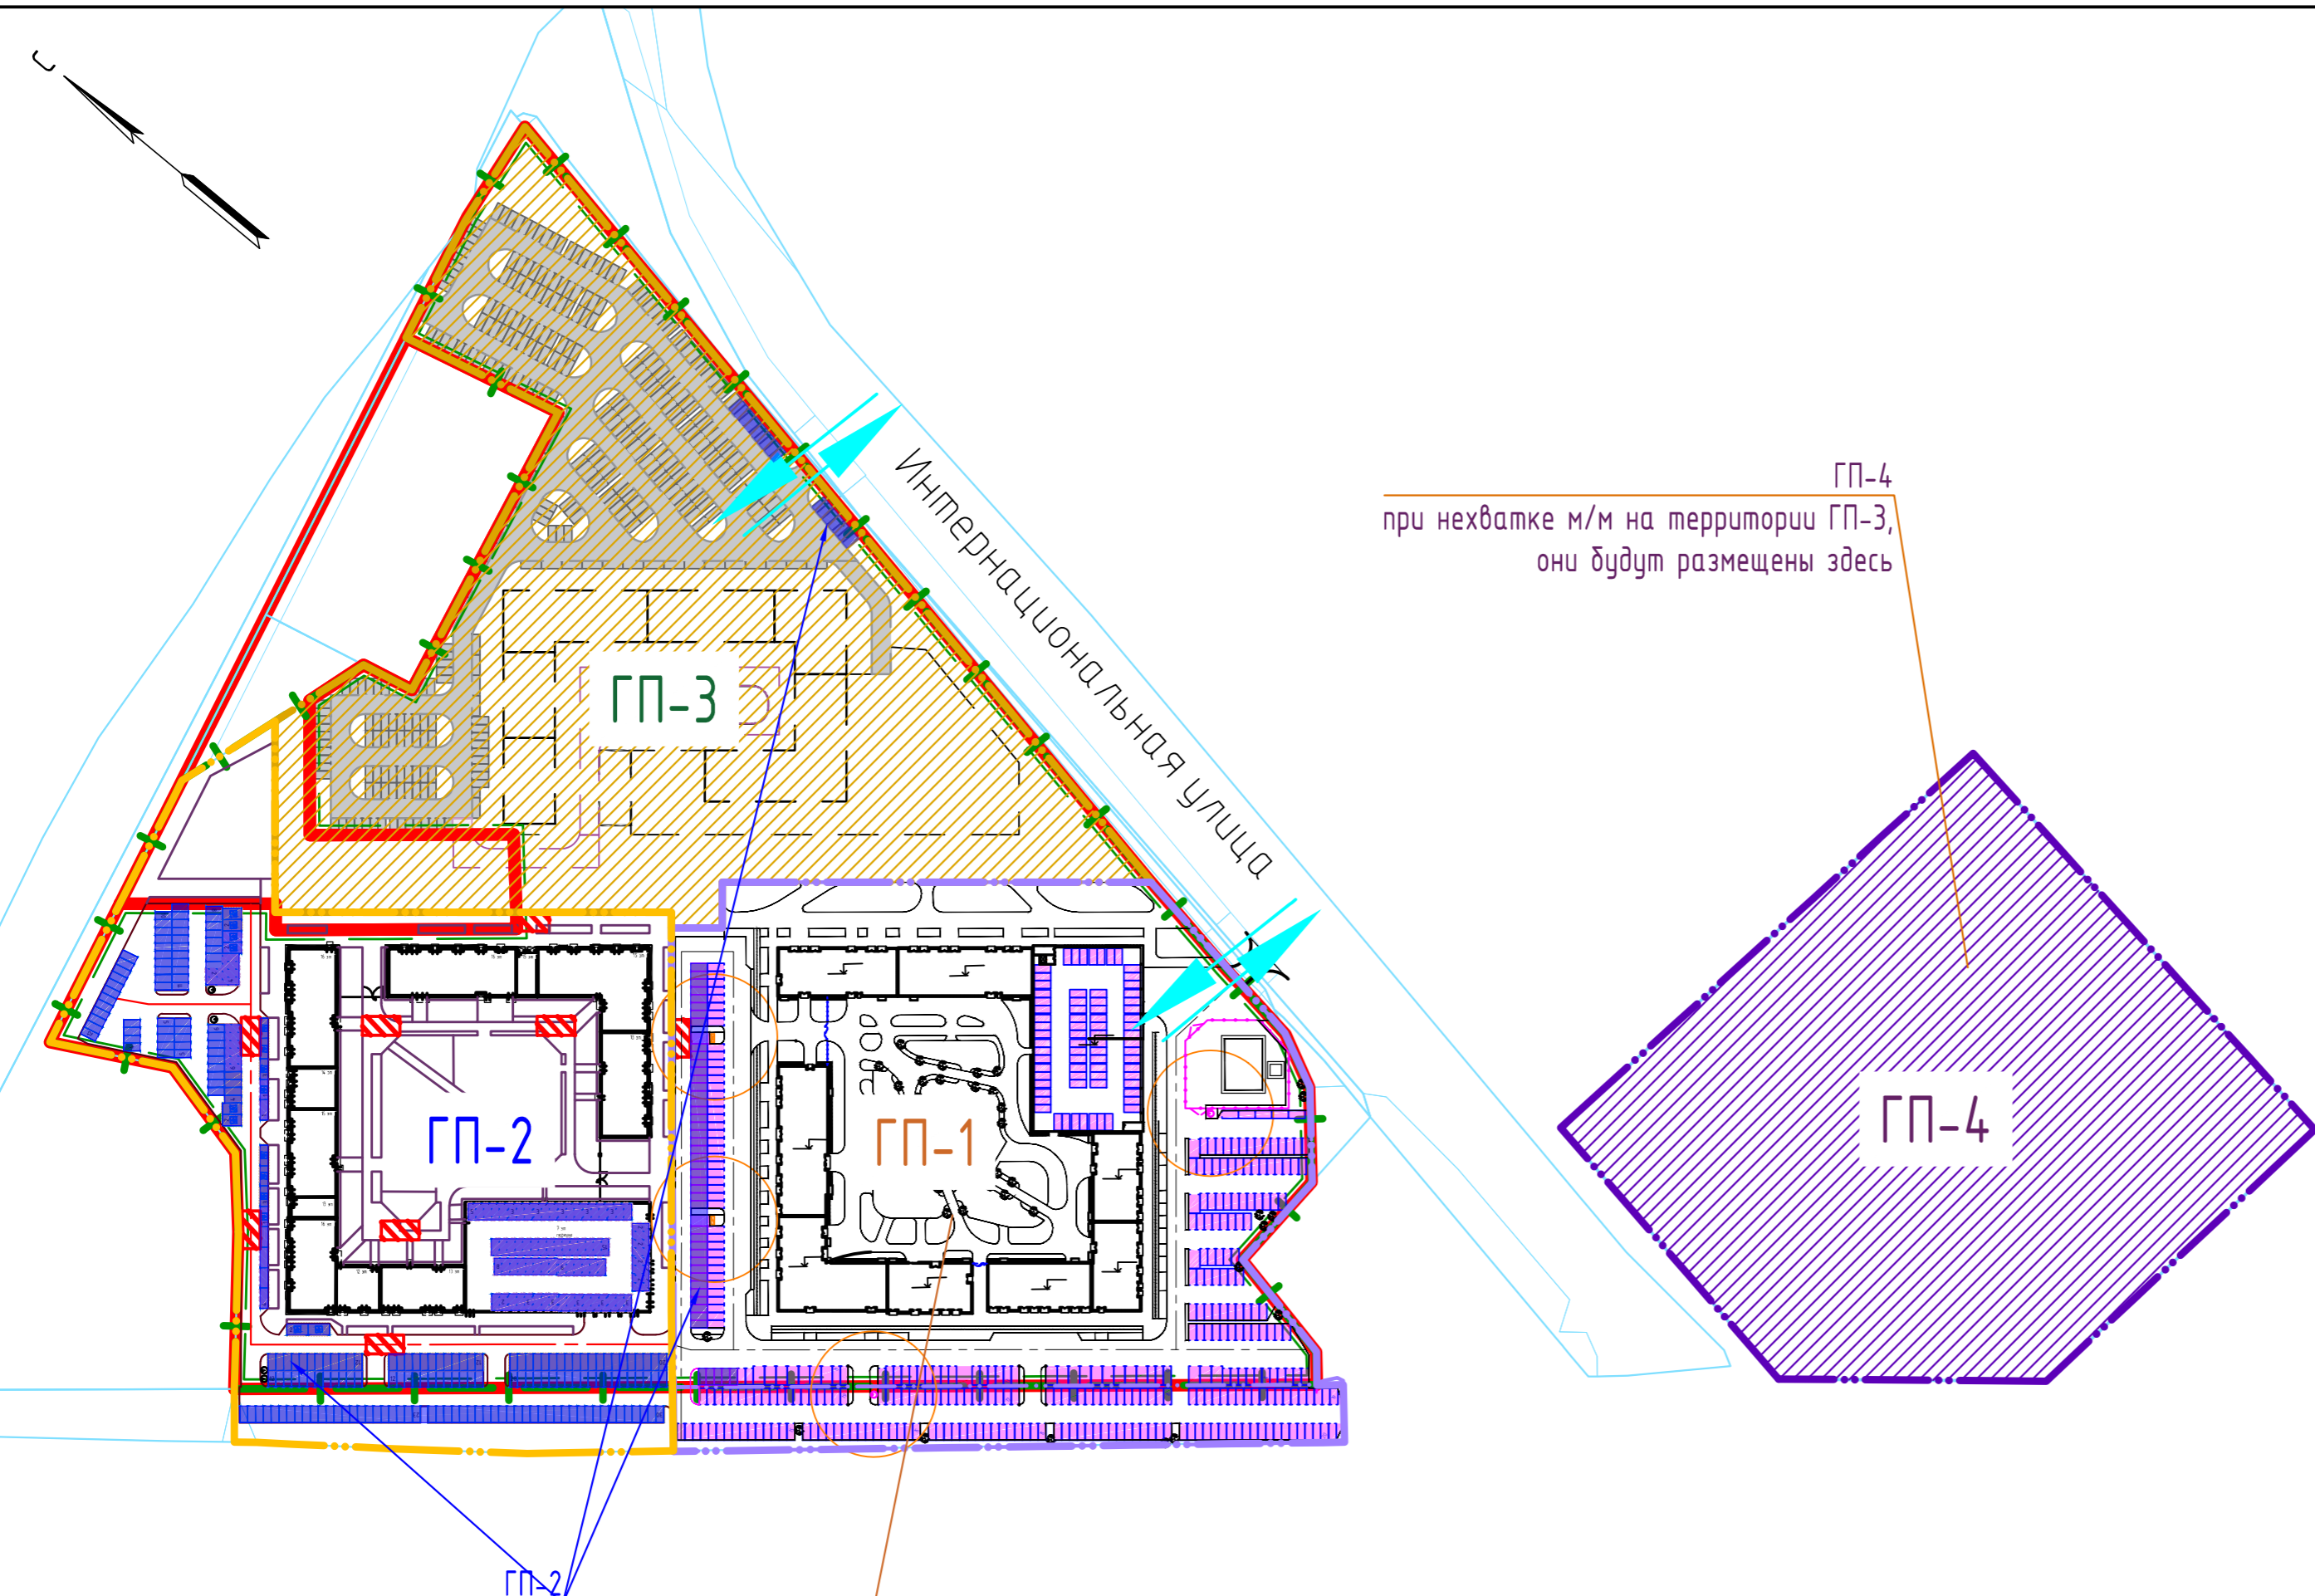 С
Интернациональная улица
ГП-4
при нехватке м/м на территории ГП-3,
они будут размещены здесь
ГП-3
ГП-2
ГП-1
ГП-4
ГП-2